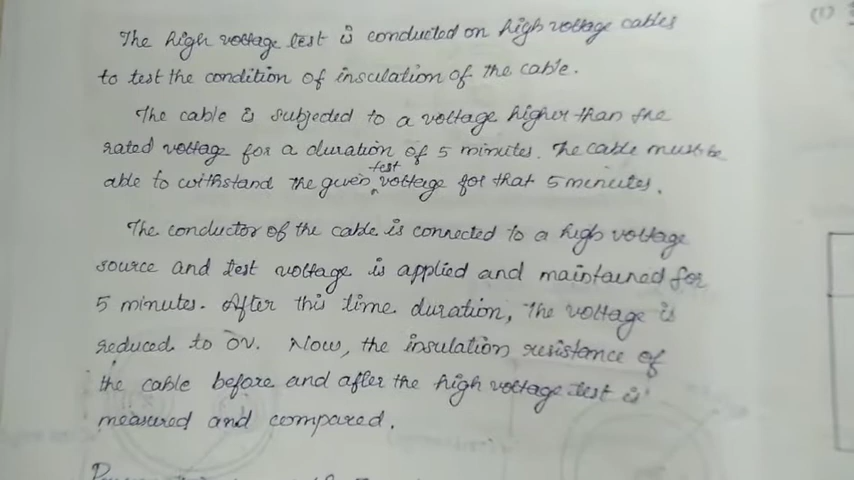 The high voltage test is conducted on high voltage cables
to test the condition of insulation of the cable.
The cable is subjected to a voltage higher than the
rated voltage for a duration of 5 minutes. The cable must be
able to withstand the given test voltage for that 5 minutes.
The conductor of the cable is connected to a high voltage
source and test voltage is applied and maintained for
5 minutes. After this time duration, the voltage is
reduced to 0V. Now, the insulation resistance of
the cable before and after the high voltage test is
measured and compared.